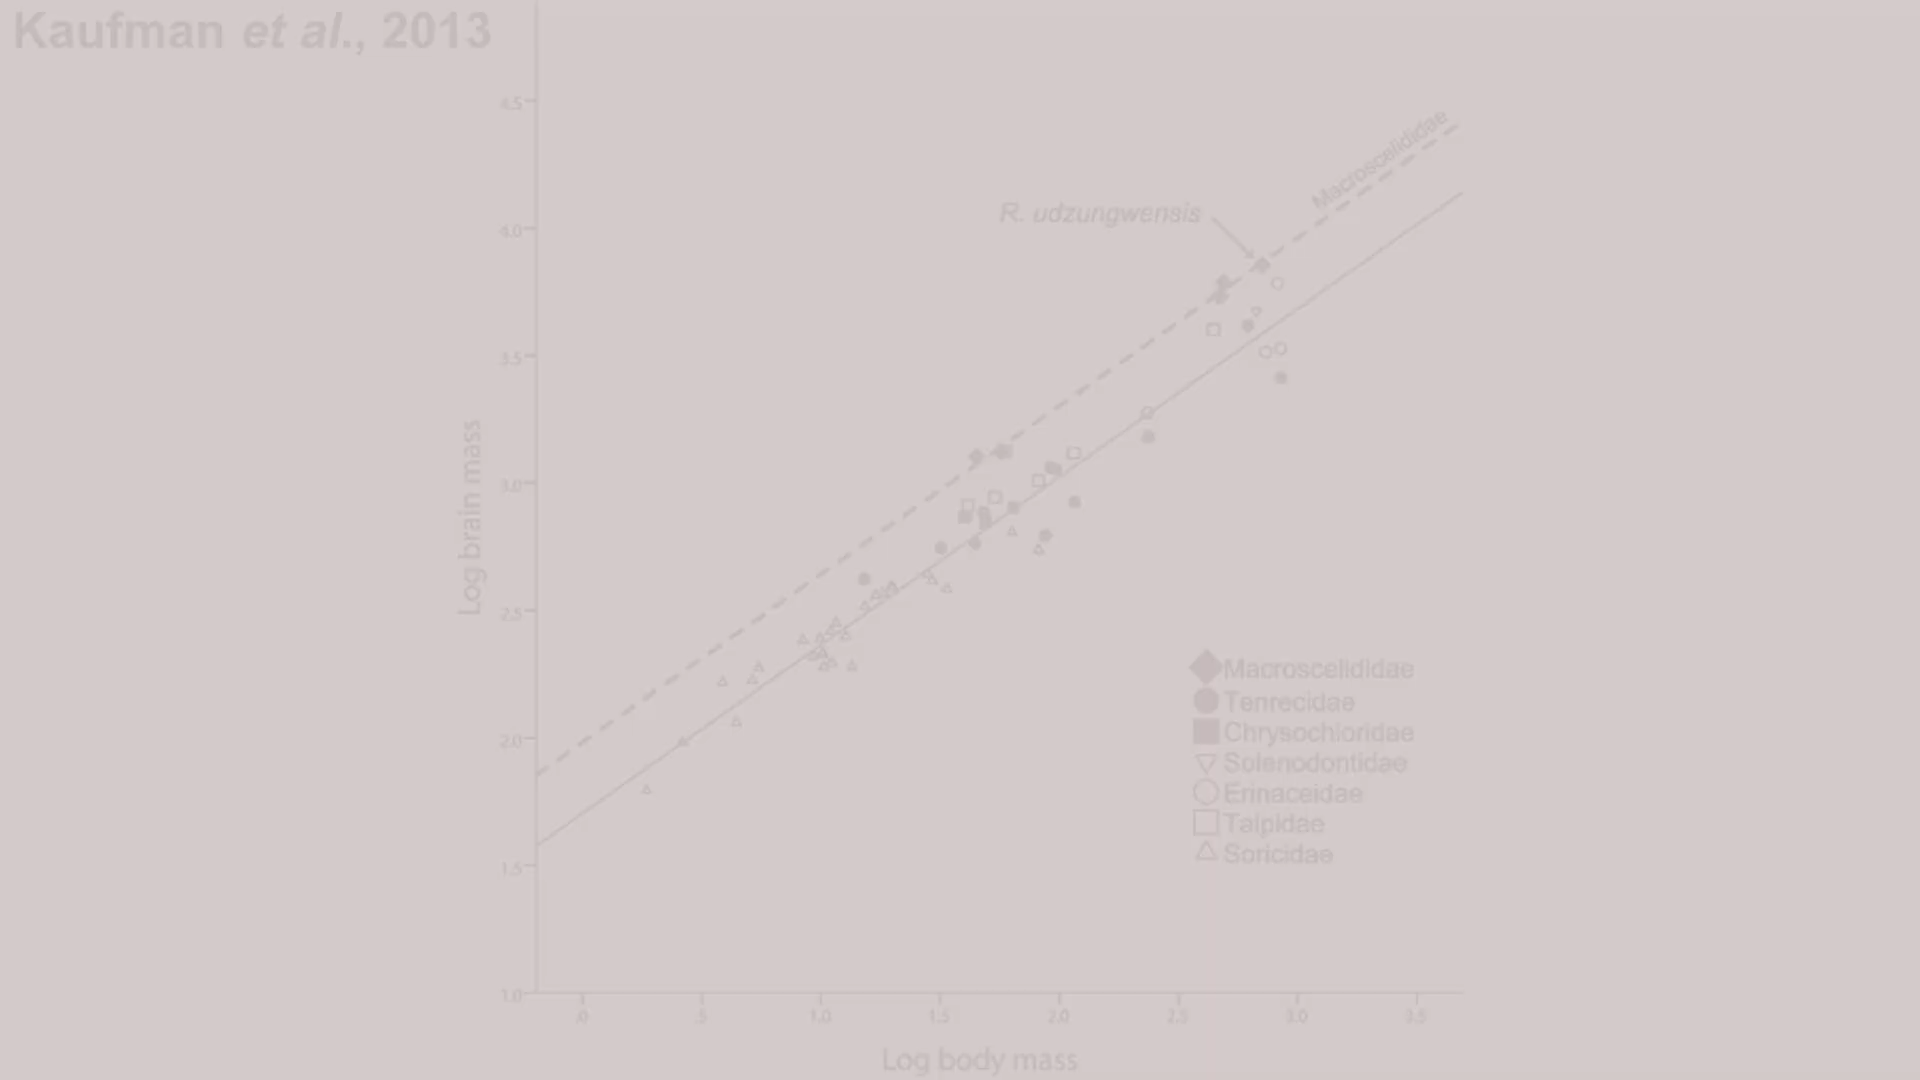 Kaufman et al., 2013
4.5
4.0
3.5
3.0
2.5
2.0
1.5
1.0
Log brain mass
Macroscelididae
R. udzungwensis
Macroscelididae
Tenrecidae
Chrysochloridae
Solenodontidae
Erinaceidae
Talpidae
Soricidae
.0 .5 1.0 1.5 2.0 2.5 3.0 3.5
Log body mass